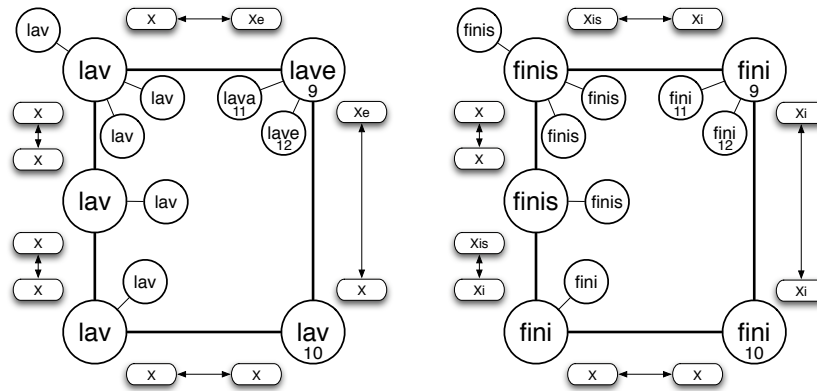 X Xe
lav
lav
lave
9
lav
lava
11
lav
lave
12
X
X
Xe
lav
lav
X
X
X
lav
lav
lav
10
X X
Xis Xi
finis
finis
fini
9
finis
fini
11
finis
fini
12
X
X
Xi
finis
finis
Xis
Xi
Xi
fini
fini
fini
10
X X